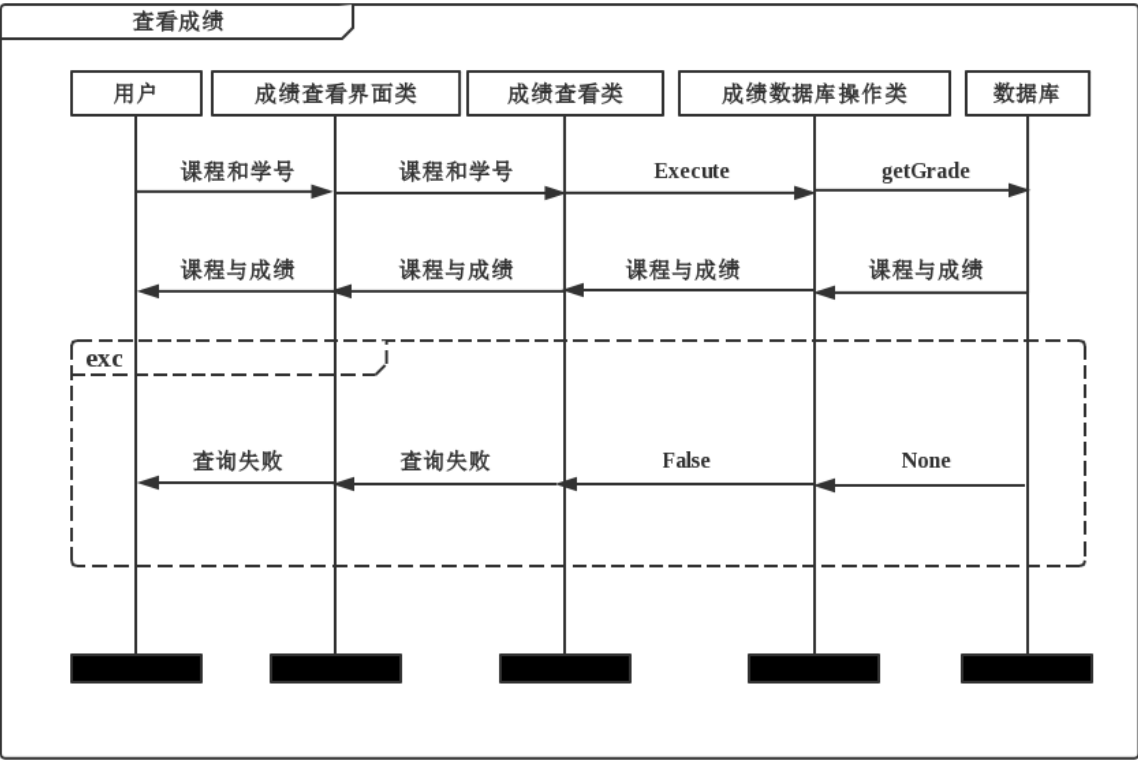 查看成绩
用户
成绩查看界面类
成绩查看类
成绩数据库操作类
数据库
课程和学号
课程和学号
Execute
getGrade
课程与成绩
课程与成绩
课程与成绩
课程与成绩
exc
查询失败
查询失败
False
None